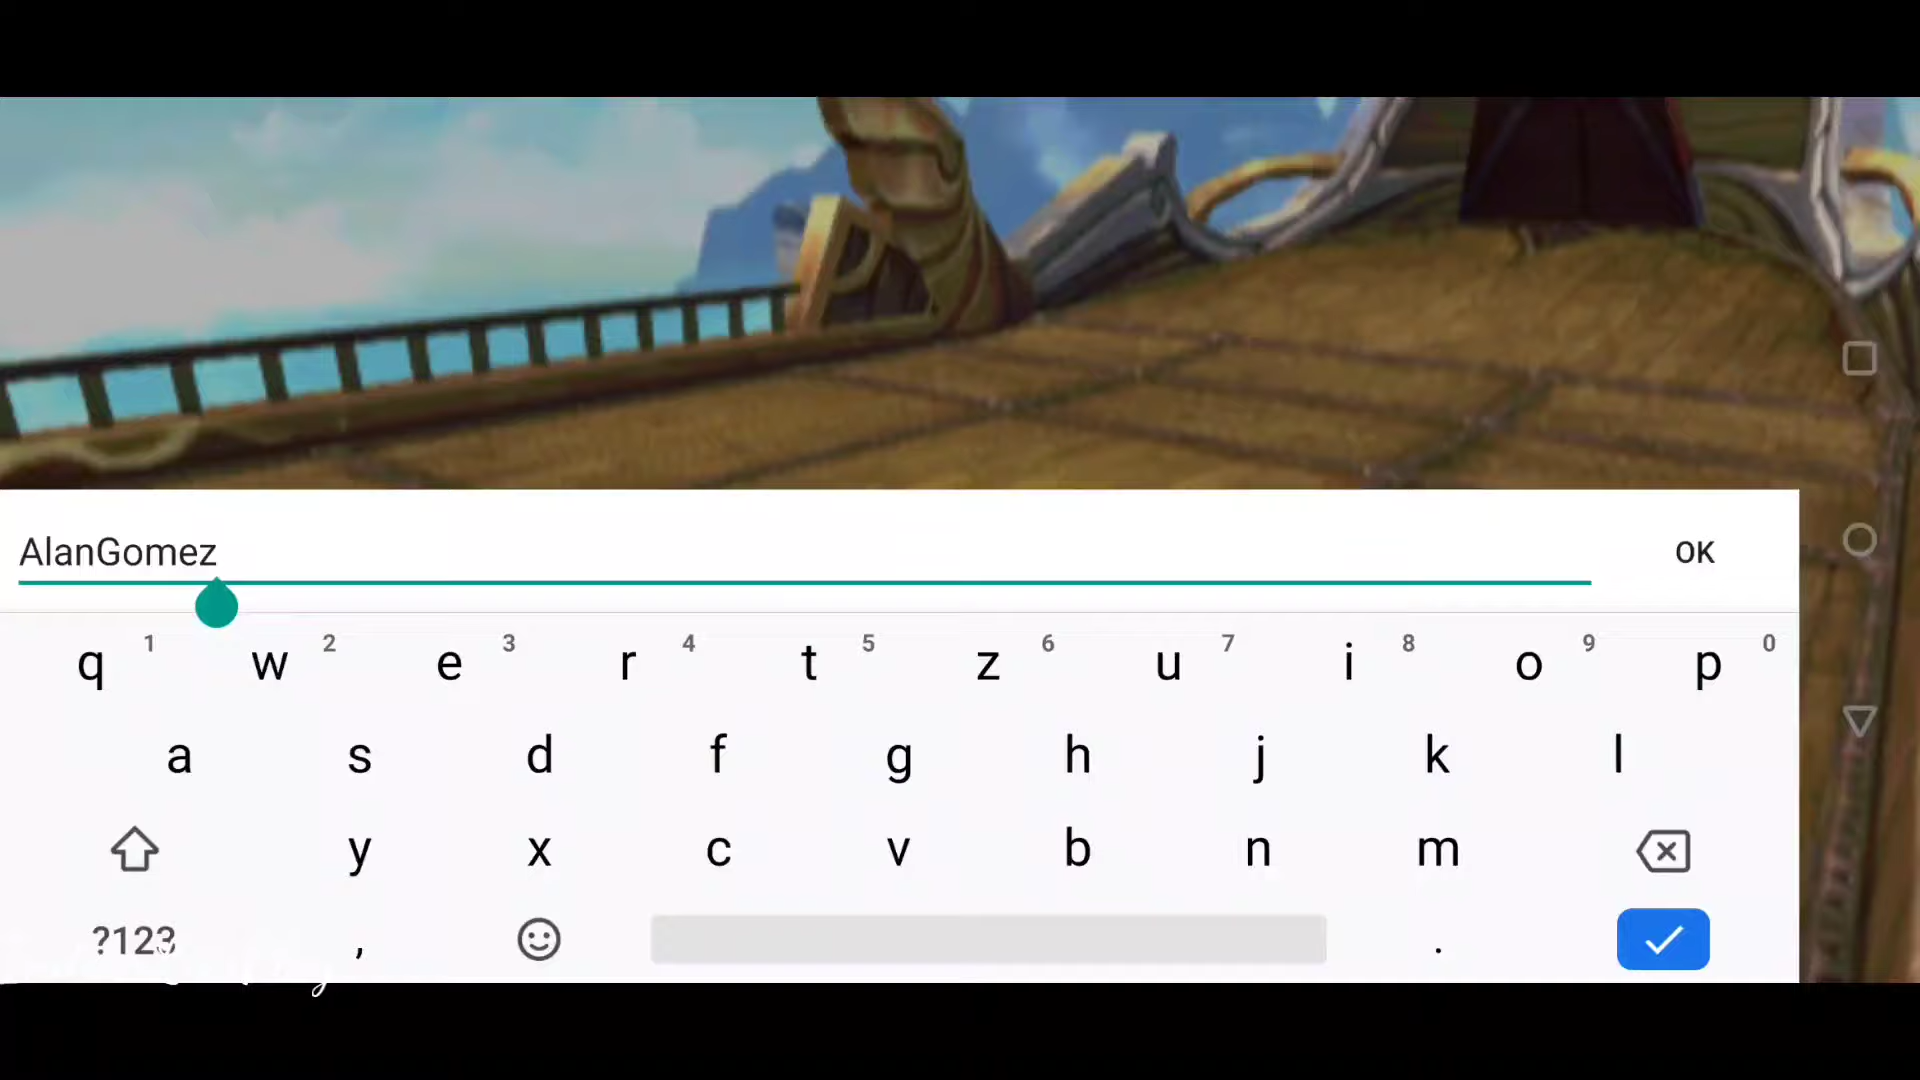 AlanGomez OK
q 1 w 2 e 3 r 4 t 5 z 6 u 7 i 8 o 9 p 0
a s d f g h j k l
y x c v b n m
?123 , .